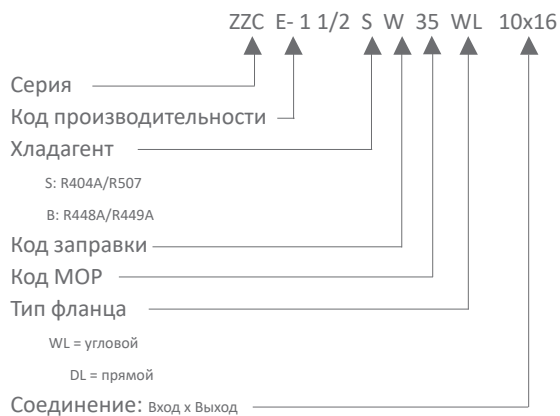 ZZC E- 1 1/2 S W 35 WL 10x16
Серия
Код производительности
Хладагент
S: R404A/R507
B: R448A/R449A
Код заправки
Код МОР
Тип фланца
WL = угловой
DL = прямой
Соединение: Вход х Выход